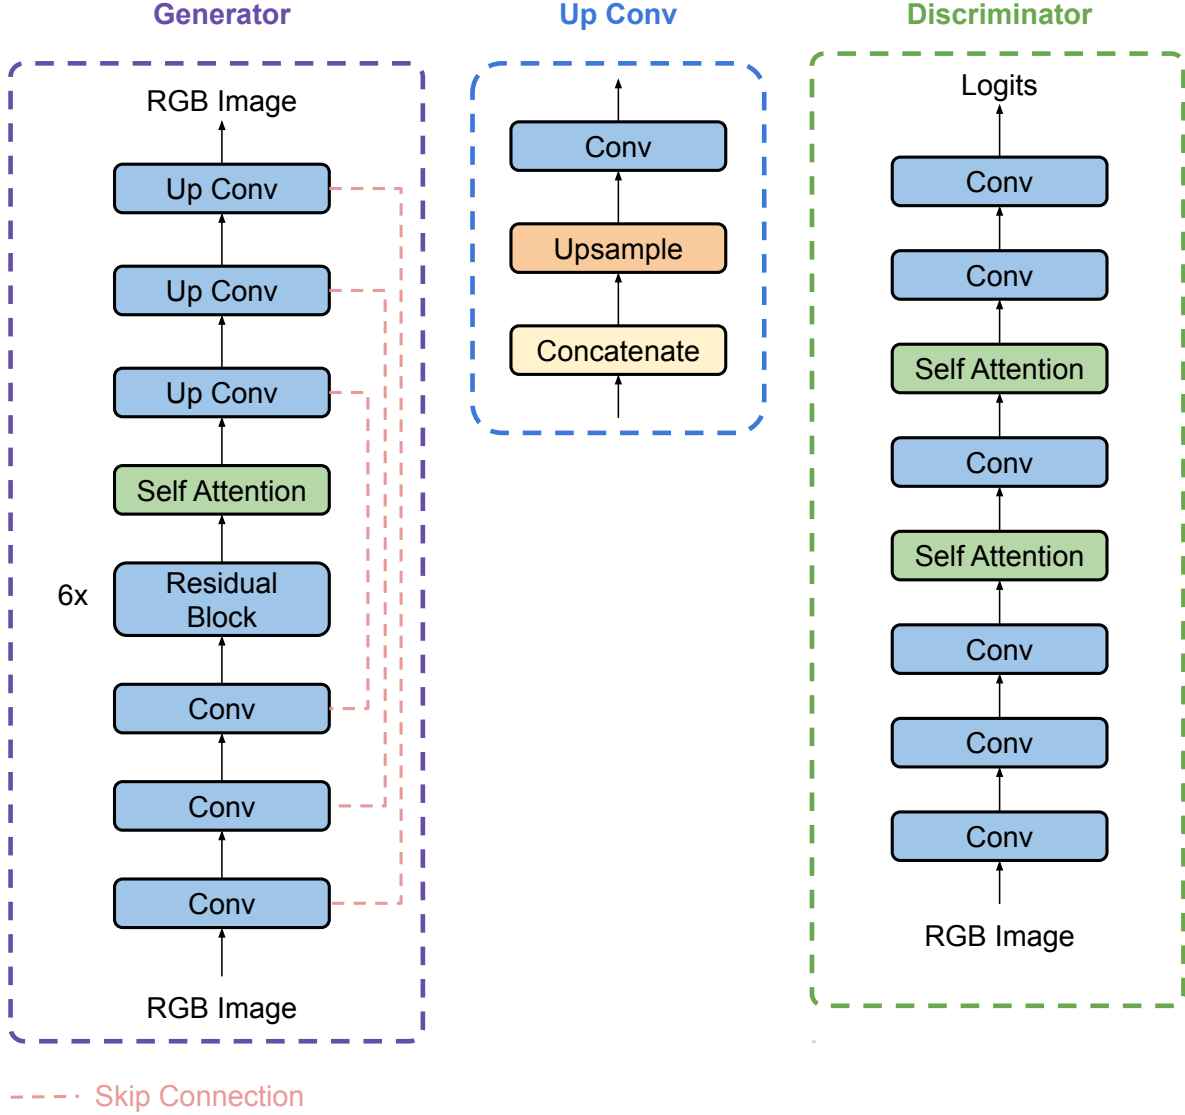 Generator
RGB Image
Up Conv
Up Conv
Up Conv
Self Attention
6x
Residual
Block
Conv
Conv
Conv
RGB Image
Skip Connection
Up Conv
Conv
Upsample
Concatenate
Discriminator
Logits
Conv
Conv
Self Attention
Conv
Self Attention
Conv
Conv
Conv
RGB Image